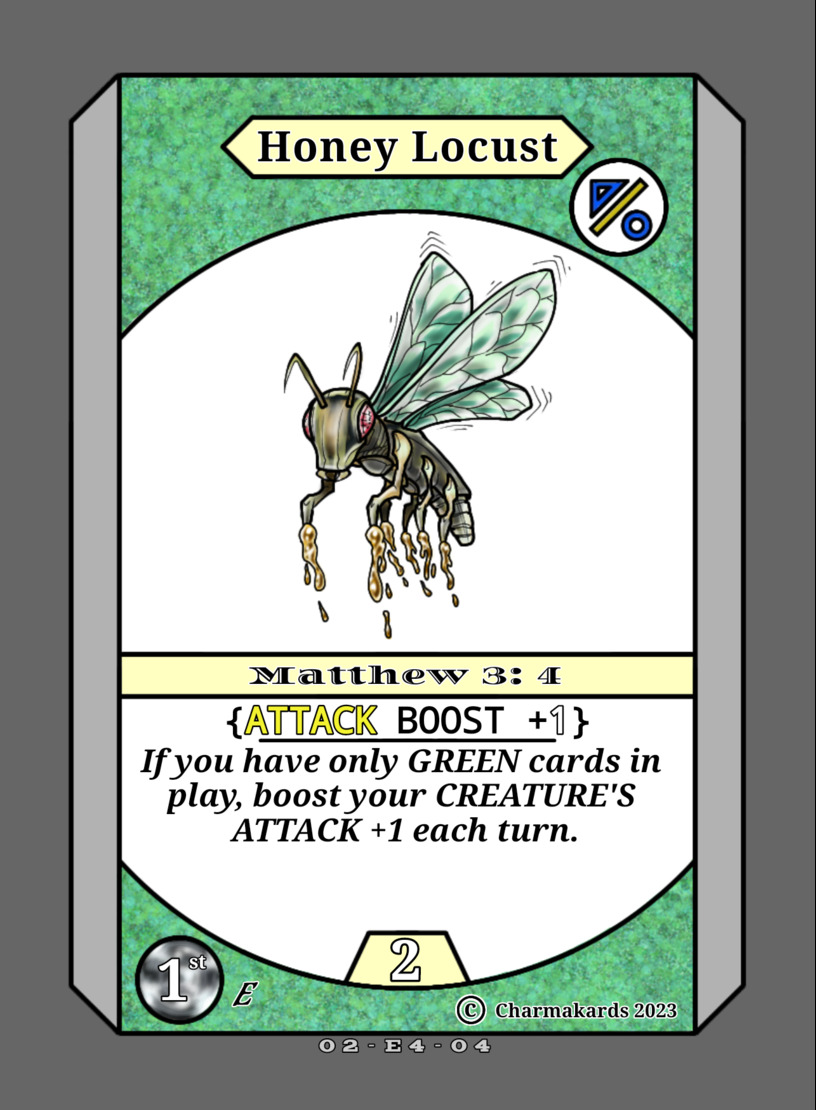 Honey Locust
Matthew 3: 4
{ATTACK BOOST +1}
If you have only GREEN cards in
play, boost your CREATURE'S
ATTACK +1 each turn.
2
1st E
© Charmakards 2023
02-E4-04